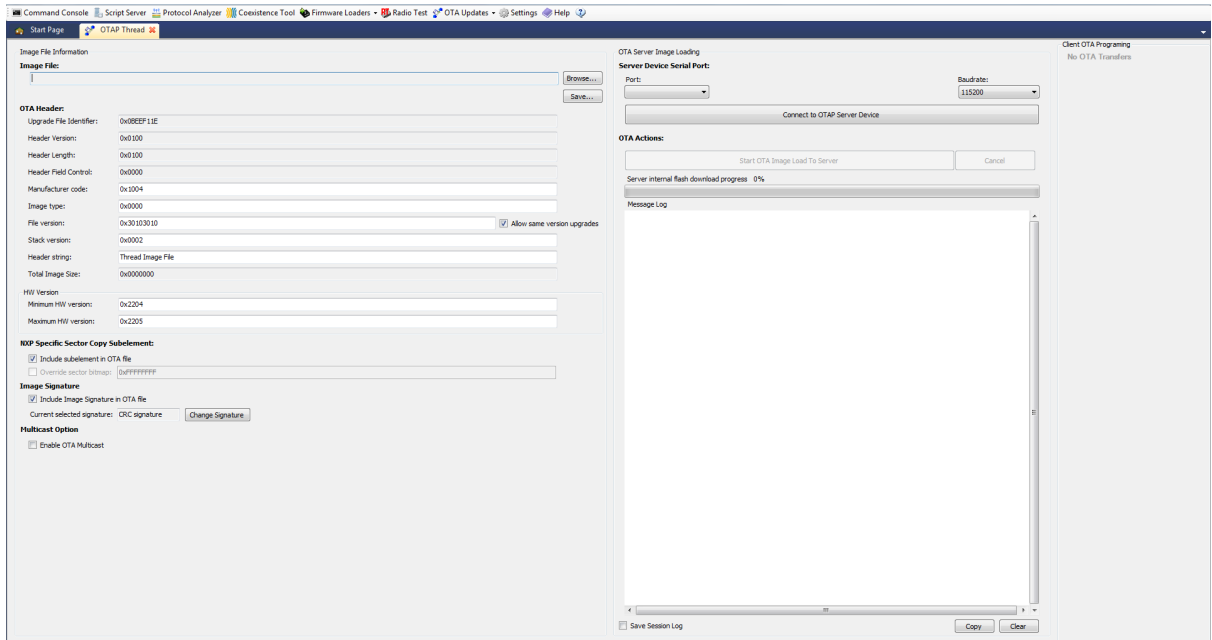 Command Console Script Server Protocol Analyzer Coexistence Tool Firmware Loaders Radio Test OTA Updates Settings Help
Start Page OTAP Thread
Image File Information
Image File:
Browse...
Save...
OTA Header:
Upgrade File Identifier: 0x0BEEF11E
Header Version: 0x0100
Header Length: 0x0100
Header Field Control: 0x0000
Manufacturer code: 0x1004
Image type: 0x0000
File version: 0x30103010 Allow same version upgrades
Stack version: 0x0002
Header string: Thread Image File
Total Image Size: 0x0000000
HW Version
Minimum HW version: 0x2204
Maximum HW version: 0x2205
NXP Specific Sector Copy Subelement:
Include subelement in OTA file
Override sector bitmap: 0xFFFFFFFF
Image Signature
Include Image Signature in OTA file
Current selected signature: CRC signature Change Signature
Multicast Option
Enable OTA Multicast
OTA Server Image Loading
Server Device Serial Port:
Port: Baudrate:
115200
Connect to OTAP Server Device
OTA Actions:
Start OTA Image Load To Server Cancel
Server internal flash download progress 0%
Message Log
Save Session Log Copy Clear
Client OTA Programing
No OTA Transfers